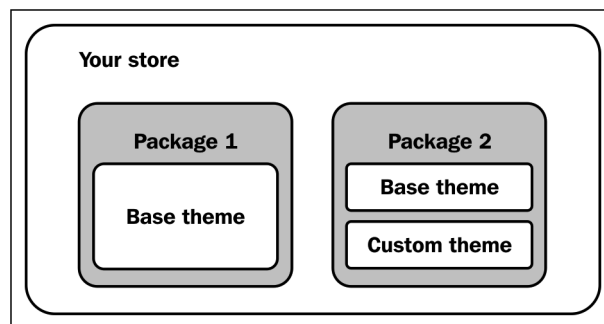 Your store
Package 1
Base theme
Package 2
Base theme
Custom theme